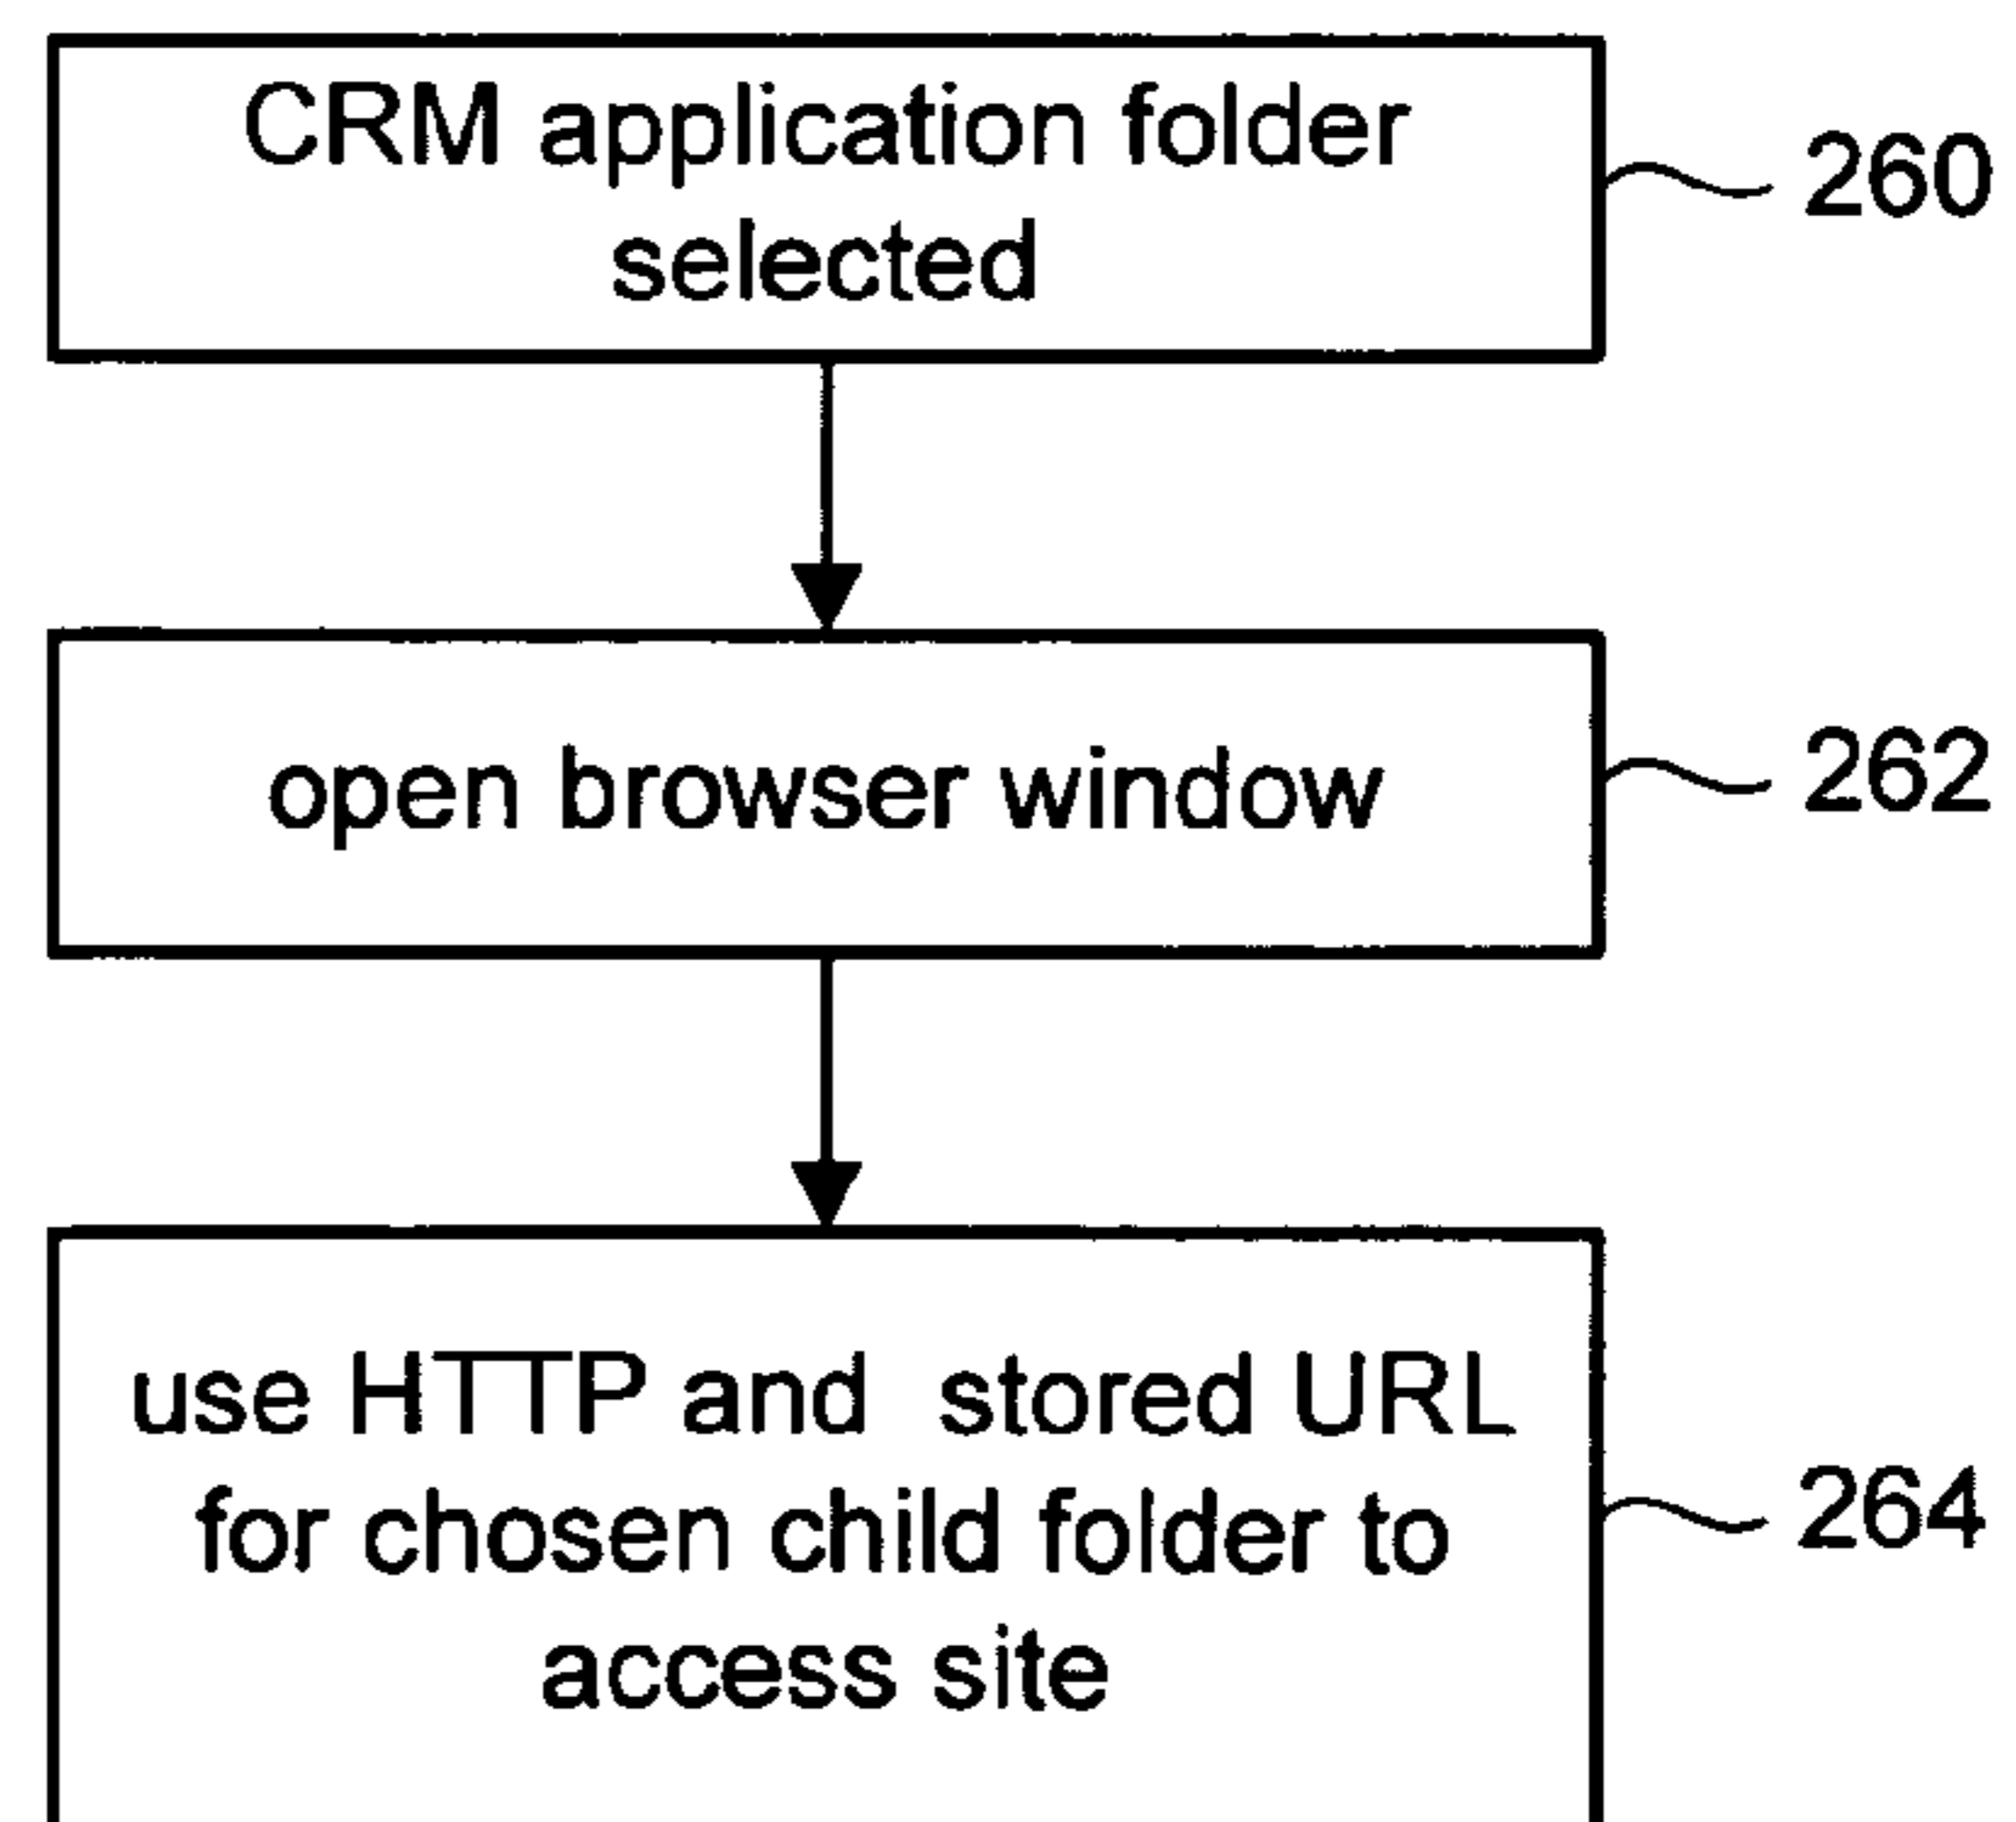 CRM application folder
selected
260
open browser window
262
use HTTP and stored URL
for chosen child folder to
access site
264